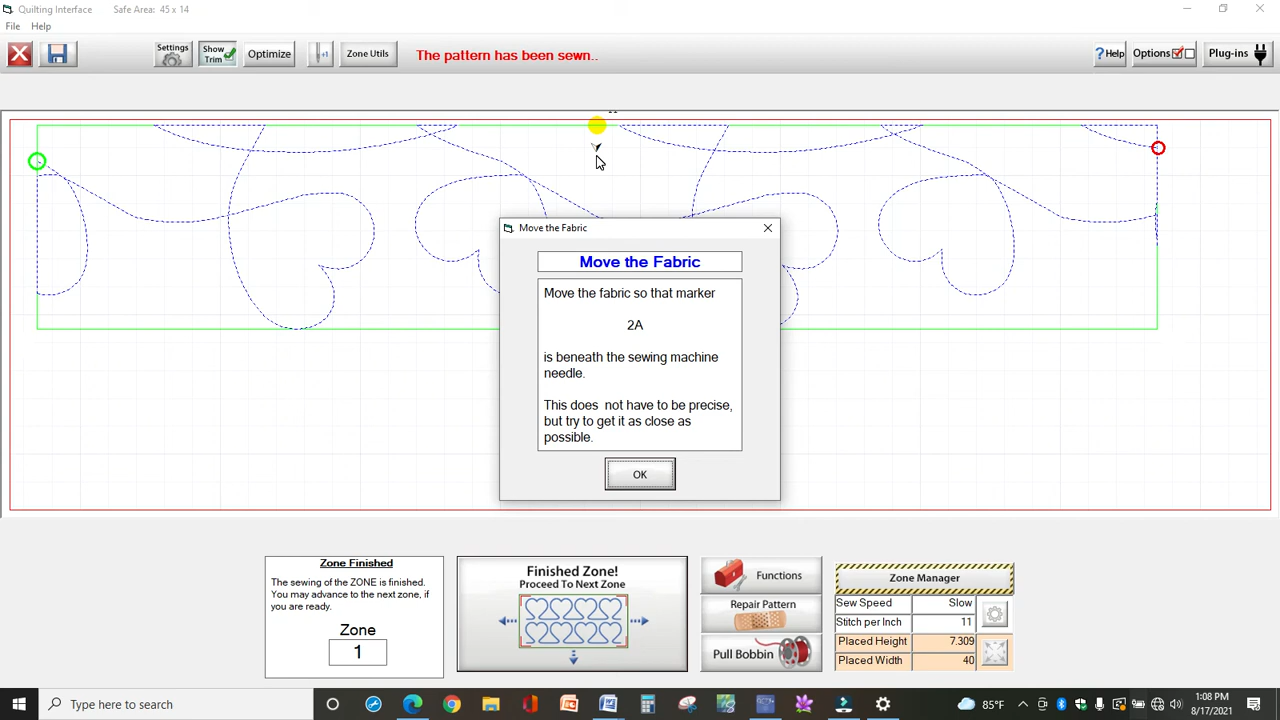 Quilting Interface Safe Area: 45 x 14
File Help
Settings
Show
Trim
Optimize
+1
Zone Utils
The pattern has been sewn..
Help
Options
Plug-ins
Move the Fabric
Move the Fabric
Move the fabric so that marker
2A
is beneath the sewing machine
needle.
This does not have to be precise,
but try to get it as close as
possible.
OK
Zone Finished
The sewing of the ZONE is finished.
You may advance to the next zone, if
you are ready.
Zone
1
Finished Zone!
Proceed To Next Zone
Functions
Repair Pattern
Pull Bobbin
Zone Manager
Sew Speed Slow
Stitch per Inch 11
Placed Height 7.309
Placed Width 40
Type here to search
85°F
1:08 PM
8/17/2021